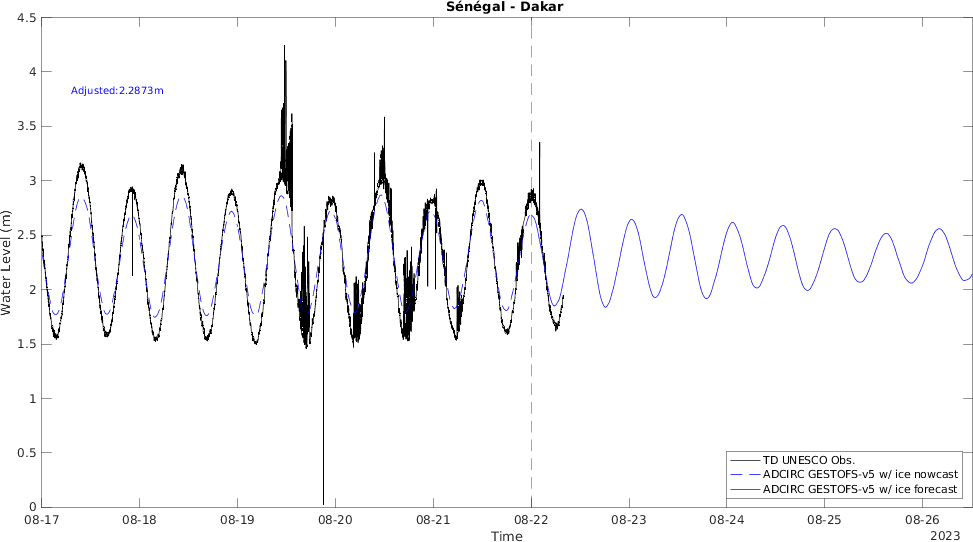 Sénégal - Dakar
4.5
4
3.5
3
2.5
2
1.5
1
0.5
0
Water Level (m)
Adjusted:2.2873m
TD UNESCO Obs.
ADCIRC GESTOFS-v5 w/ ice nowcast
ADCIRC GESTOFS-v5 w/ ice forecast
08-17 08-18 08-19 08-20 08-21 08-22 08-23 08-24 08-25 08-26
Time
2023